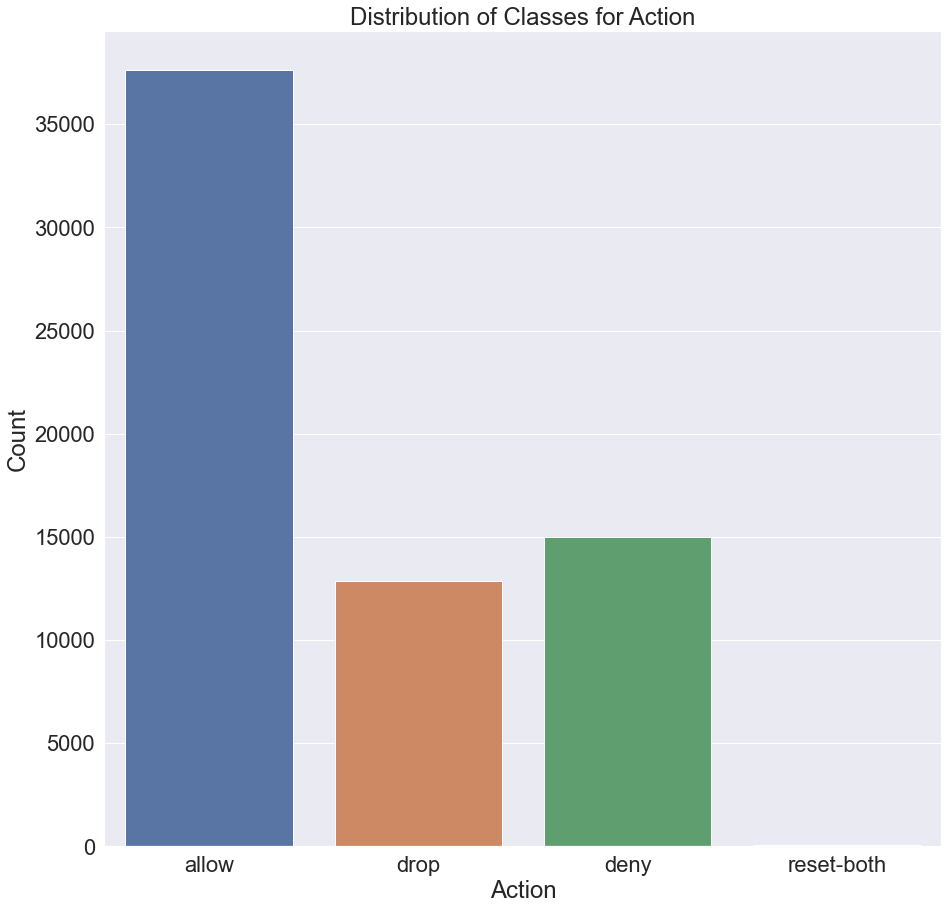 Distribution of Classes for Action
35000
30000
25000
20000
15000
10000
5000
0
Count
allow drop deny reset-both
Action